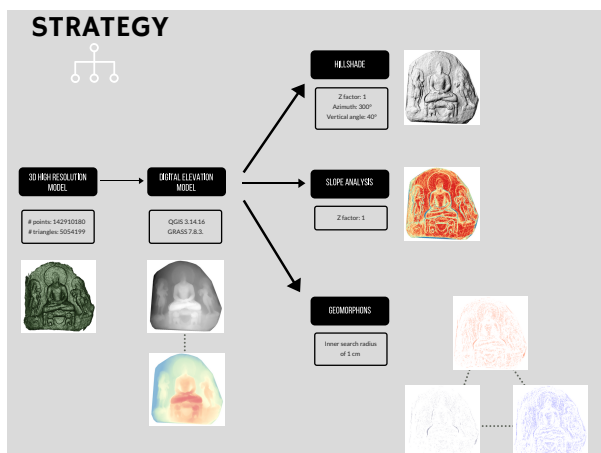 STRATEGY
HILLSHADE
Z factor: 1
Azimuth: 300°
Vertical angle: 40°
3D HIGH RESOLUTION
MODEL
DIGITAL ELEVATION
MODEL
SLOPE ANALYSIS
# points: 142910180
# triangles: 5054199
QGIS 3.14.16
GRASS 7.8.3.
Z factor: 1
GEOMORPHONS
Inner search radius
of 1 cm